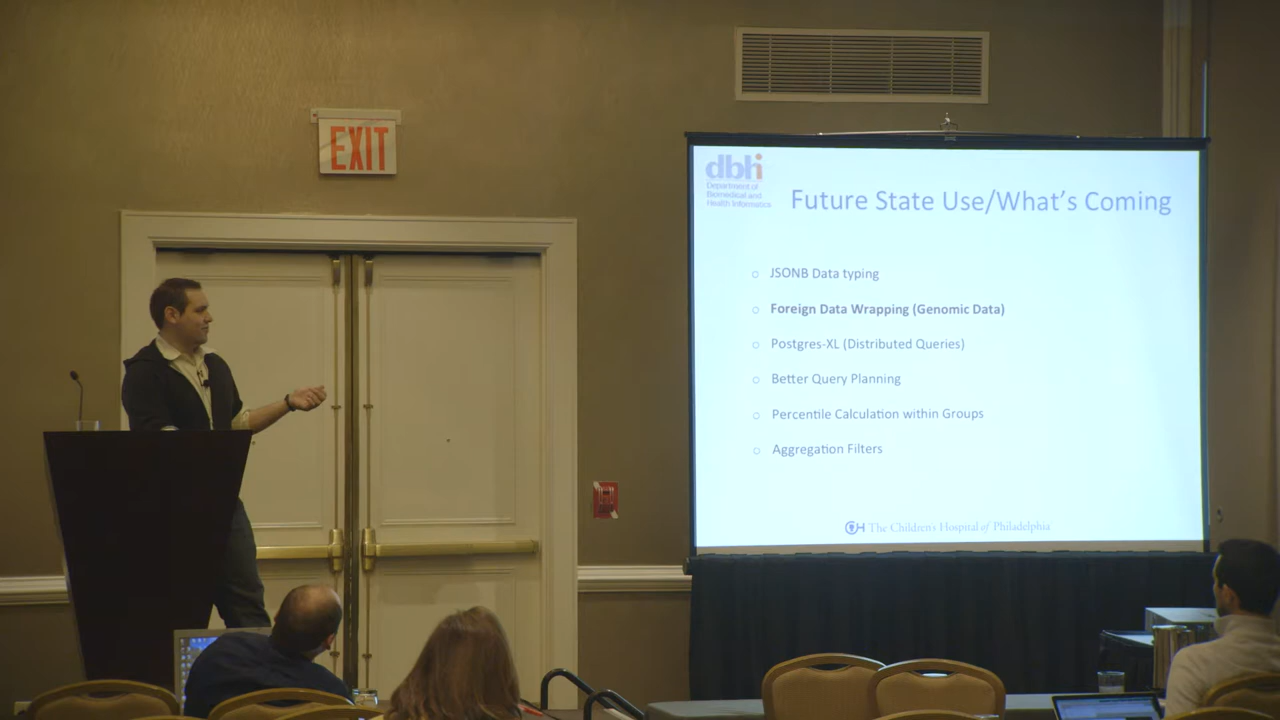 EXIT
dbhi
Department of
Biomedical and
Health Informatics
Future State Use/What's Coming
JSONB Data typing
Foreign Data Wrapping (Genomic Data)
Postgres-XL (Distributed Queries)
Better Query Planning
Percentile Calculation within Groups
Aggregation Filters
The Children's Hospital of Philadelphia